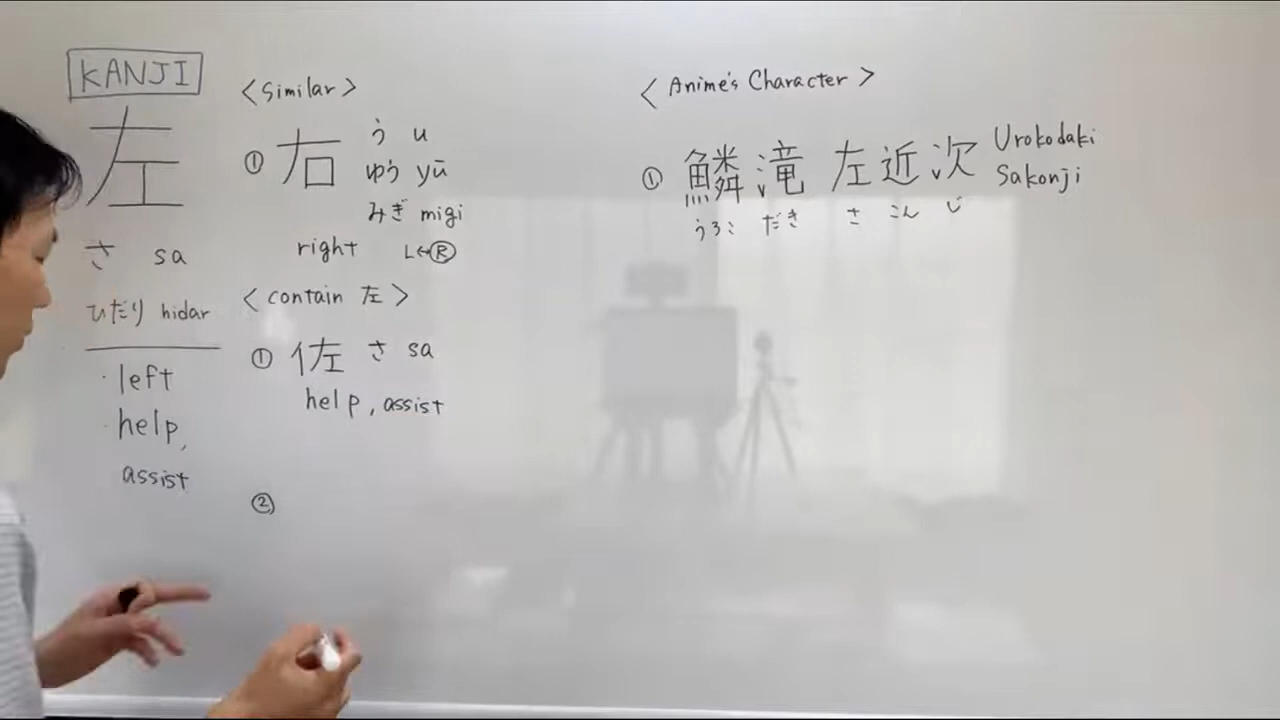 KANJI
左
さ sa
ひだり hidar
・left
・help,
assist
<Similar>
① 右
う u
ゆう yū
みぎ migi
right L↔Ⓡ
<contain 左>
① 佐 さ sa
help, assist
②
<Anime's Character>
① 鱗滝 左近次 Urokodaki
Sakonji
うろこ だき さ こん じ